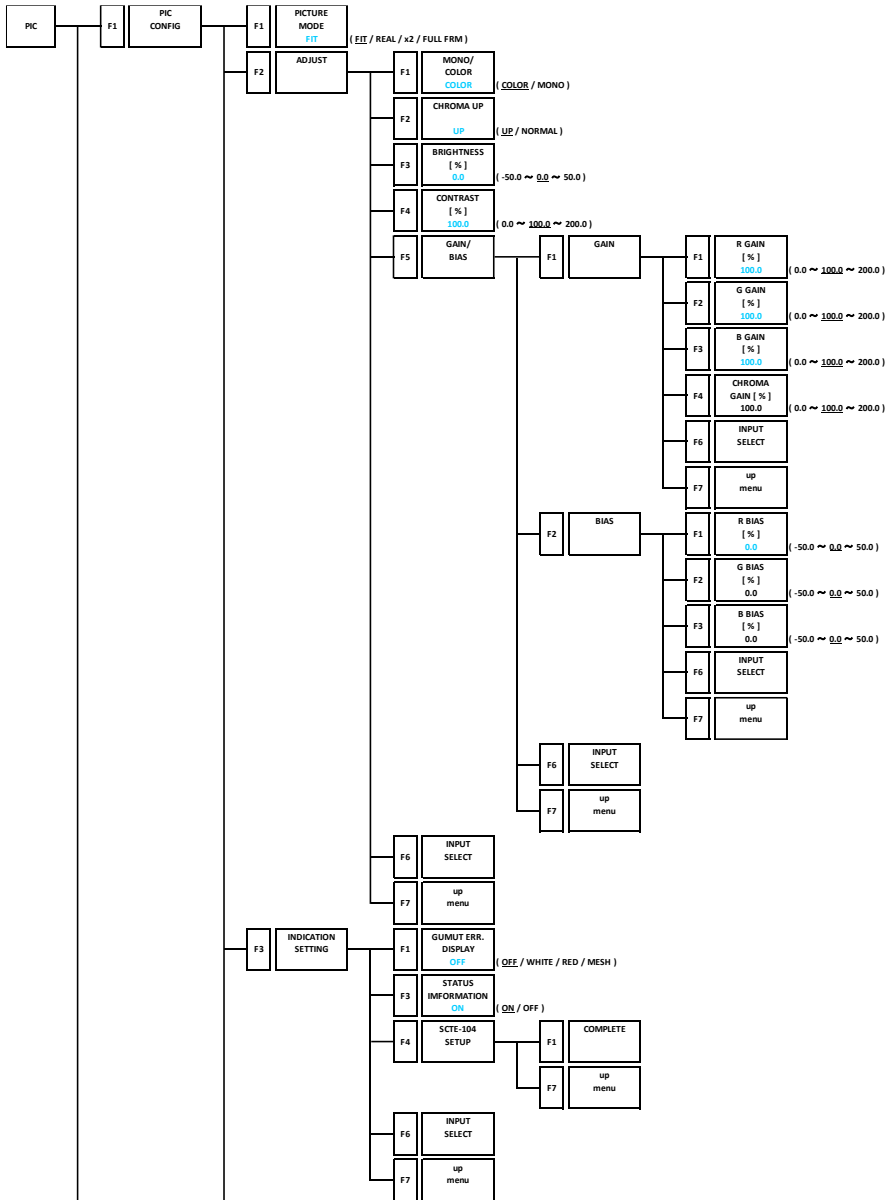 PIC
F1
PIC
CONFIG
F1
PICTURE
MODE
FIT
( FIT / REAL / x2 / FULL FRM )
F2
ADJUST
F1
MONO/
COLOR
COLOR
( COLOR / MONO )
F2
CHROMA UP
UP
( UP / NORMAL )
F3
BRIGHTNESS
[ % ]
0.0
( -50.0 ~ 0.0 ~ 50.0 )
F4
CONTRAST
[ % ]
100.0
( 0.0 ~ 100.0 ~ 200.0 )
F5
GAIN/
BIAS
F1
GAIN
F1
R GAIN
[ % ]
100.0
( 0.0 ~ 100.0 ~ 200.0 )
F2
G GAIN
[ % ]
100.0
( 0.0 ~ 100.0 ~ 200.0 )
F3
B GAIN
[ % ]
100.0
( 0.0 ~ 100.0 ~ 200.0 )
F4
CHROMA
GAIN [ % ]
100.0
( 0.0 ~ 100.0 ~ 200.0 )
F6
INPUT
SELECT
F7
up
menu
F2
BIAS
F1
R BIAS
[ % ]
0.0
( -50.0 ~ 0.0 ~ 50.0 )
F2
G BIAS
[ % ]
0.0
( -50.0 ~ 0.0 ~ 50.0 )
F3
B BIAS
[ % ]
0.0
( -50.0 ~ 0.0 ~ 50.0 )
F6
INPUT
SELECT
F7
up
menu
F6
INPUT
SELECT
F7
up
menu
F6
INPUT
SELECT
F7
up
menu
F3
INDICATION
SETTING
F1
GUMUT ERR.
DISPLAY
OFF
( OFF / WHITE / RED / MESH )
F3
STATUS
IMFORMATION
ON
( ON / OFF )
F4
SCTE-104
SETUP
F1
COMPLETE
F7
up
menu
F6
INPUT
SELECT
F7
up
menu